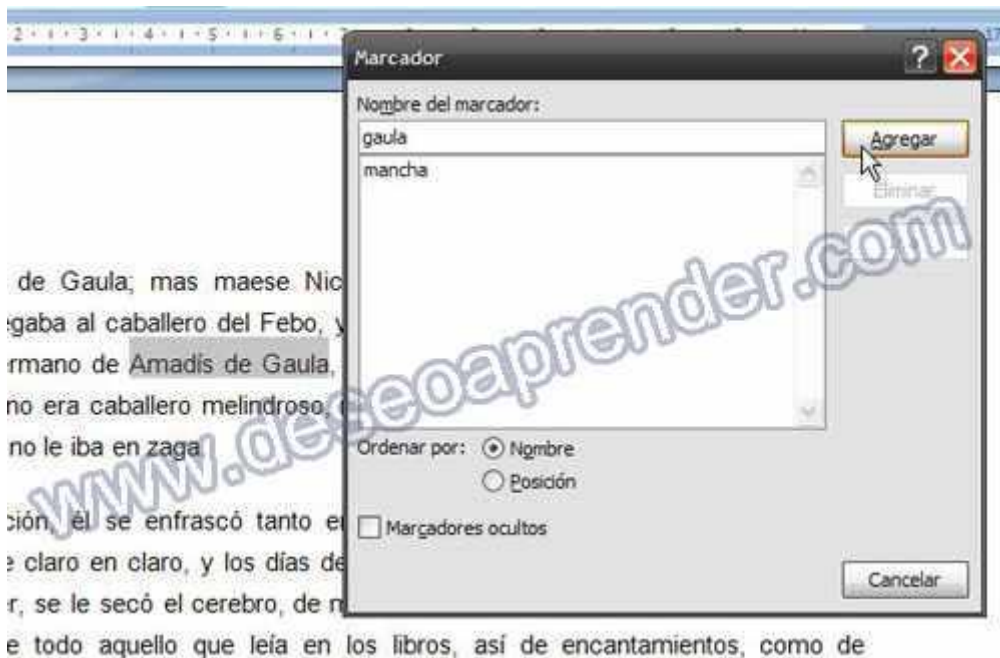 2 · 1 · 3 · 1 · 4 · 1 · 5 · 1 · 6 · 1 · 7
17
Marcador
Nombre del marcador:
gaula
Agregar
mancha
Eliminar
Ordenar por:
Nombre
Posición
Marcadores ocultos
Cancelar
de Gaula; mas maese Nic
egaba al caballero del Febo, y
ermano de Amadís de Gaula,
no era caballero melindroso,
no le iba en zaga.
ción, él se enfrascó tanto e
e claro en claro, y los días de
r, se le secó el cerebro, de m
e todo aquello que leía en los libros, así de encantamientos, como de
www.deseoaprender.com